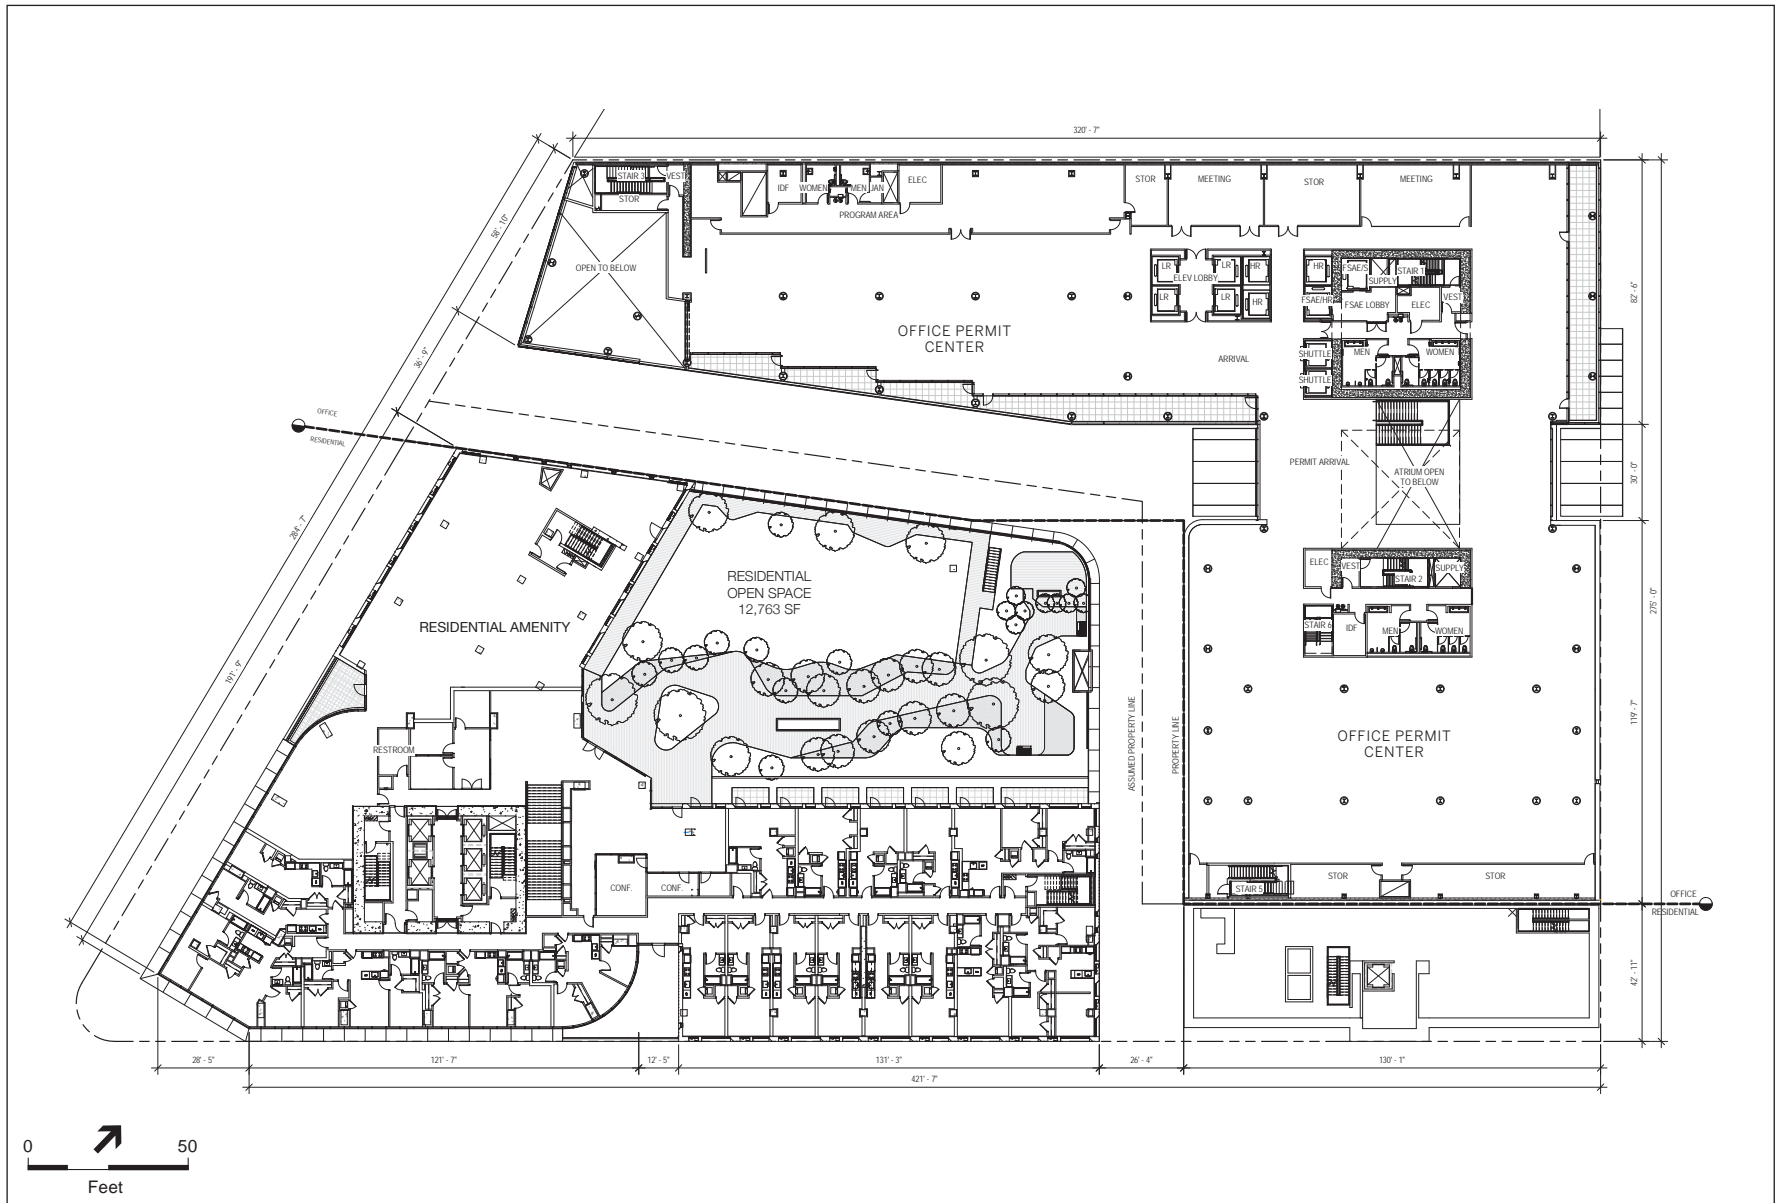 320' - 7"
STAIR 3
VEST
STOR
IDF
WOMEN
MEN
JAN
ELEC
PROGRAM AREA
STOR
MEETING
STOR
MEETING
58' - 10"
OPEN TO BELOW
LR
ELEV LOBBY
LR
HR
LR
LR
HR
HR
FSAE/S
SUPPLY
STAIR 1
FSAE/HR
FSAE LOBBY
ELEC
VEST
82' - 6"
OFFICE PERMIT
CENTER
ARRIVAL
SHUTTLE
SHUTTLE
MEN
WOMEN
36' - 9"
OFFICE
RESIDENTIAL
PERMIT ARRIVAL
ATRIUM OPEN
TO BELOW
30' - 0"
284' - 7"
RESIDENTIAL
OPEN SPACE
12,763 SF
RESIDENTIAL AMENITY
ELEC
VEST
STAIR 2
SUPPLY
STAIR 6
IDF
MEN
WOMEN
275' - 0"
191' - 9"
119' - 7"
ASSUMED PROPERTY LINE
PROPERTY LINE
OFFICE PERMIT
CENTER
RESTROOM
CONF.
CONF.
STAIR 5
STOR
STOR
OFFICE
RESIDENTIAL
42' - 11"
28' - 5"
121' - 7"
12' - 5"
131' - 3"
26' - 4"
130' - 1"
421' - 7"
0
50
Feet